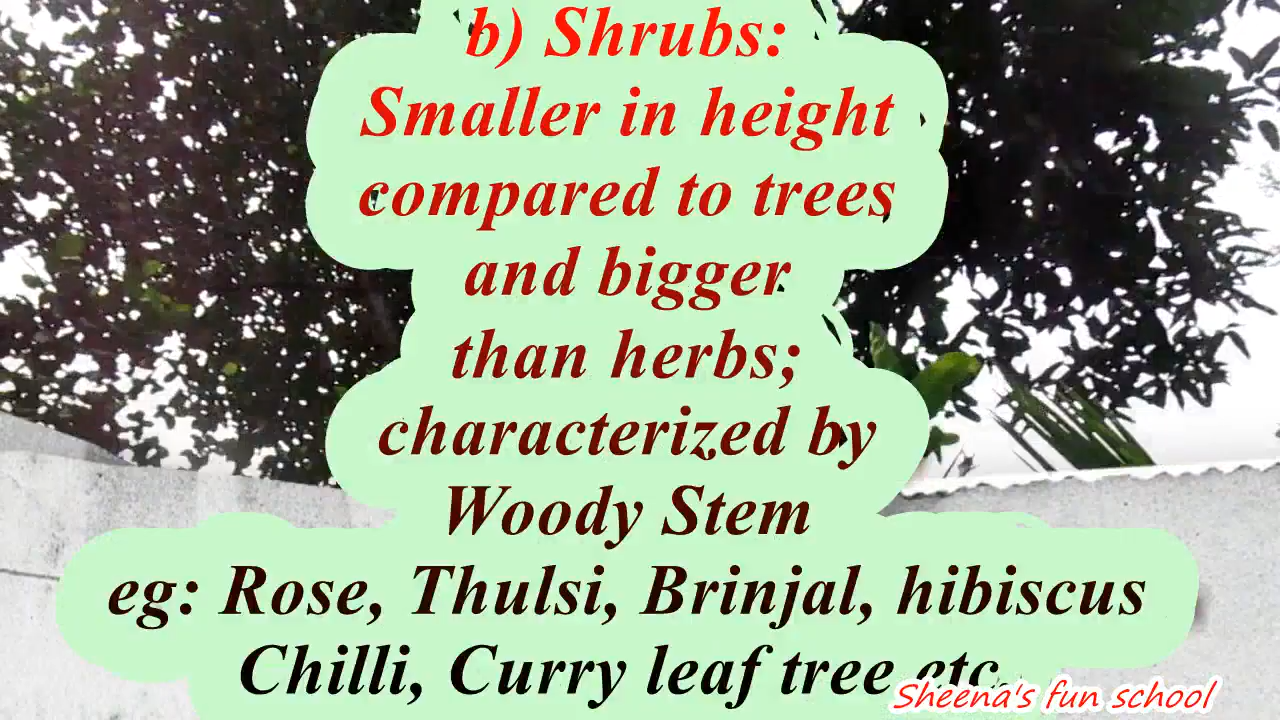 b) Shrubs:
Smaller in height
compared to trees
and bigger
than herbs;
characterized by
Woody Stem
eg: Rose, Thulsi, Brinjal, hibiscus
Chilli, Curry leaf tree etc.
Sheena's fun school